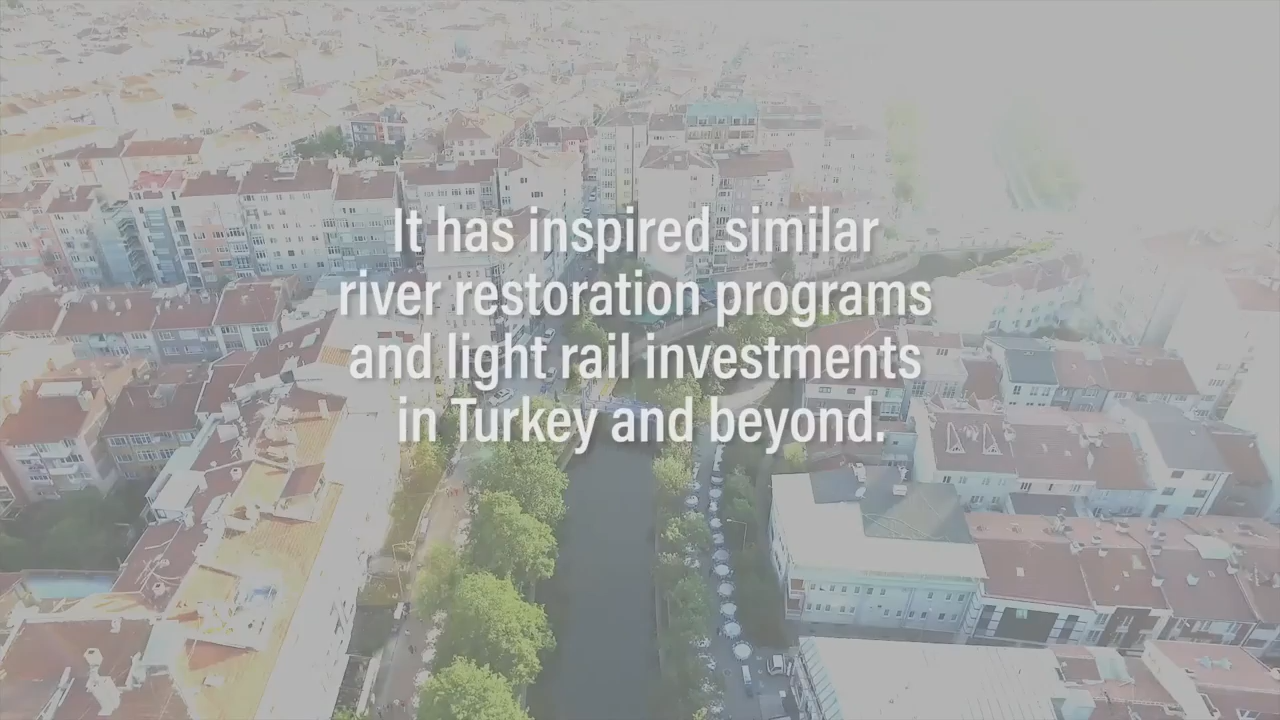 It has inspired similar
river restoration programs
and light rail investments
in Turkey and beyond.